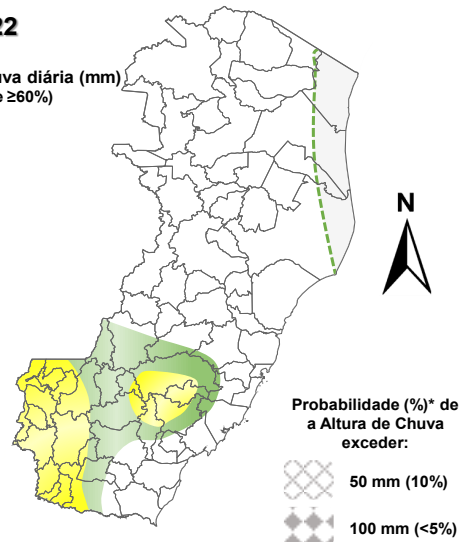 22
uva diária (mm)
e ≥60%)
N
Probabilidade (%)* de
a Altura de Chuva
exceder:
50 mm (10%)
100 mm (<5%)